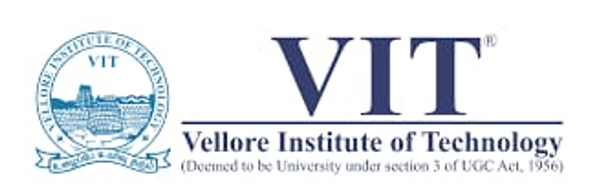 VELLORE INSTITUTE OF TECHNOLOGY
VIT
VIT®
Vellore Institute of Technology
(Deemed to be University under section 3 of UGC Act, 1956)